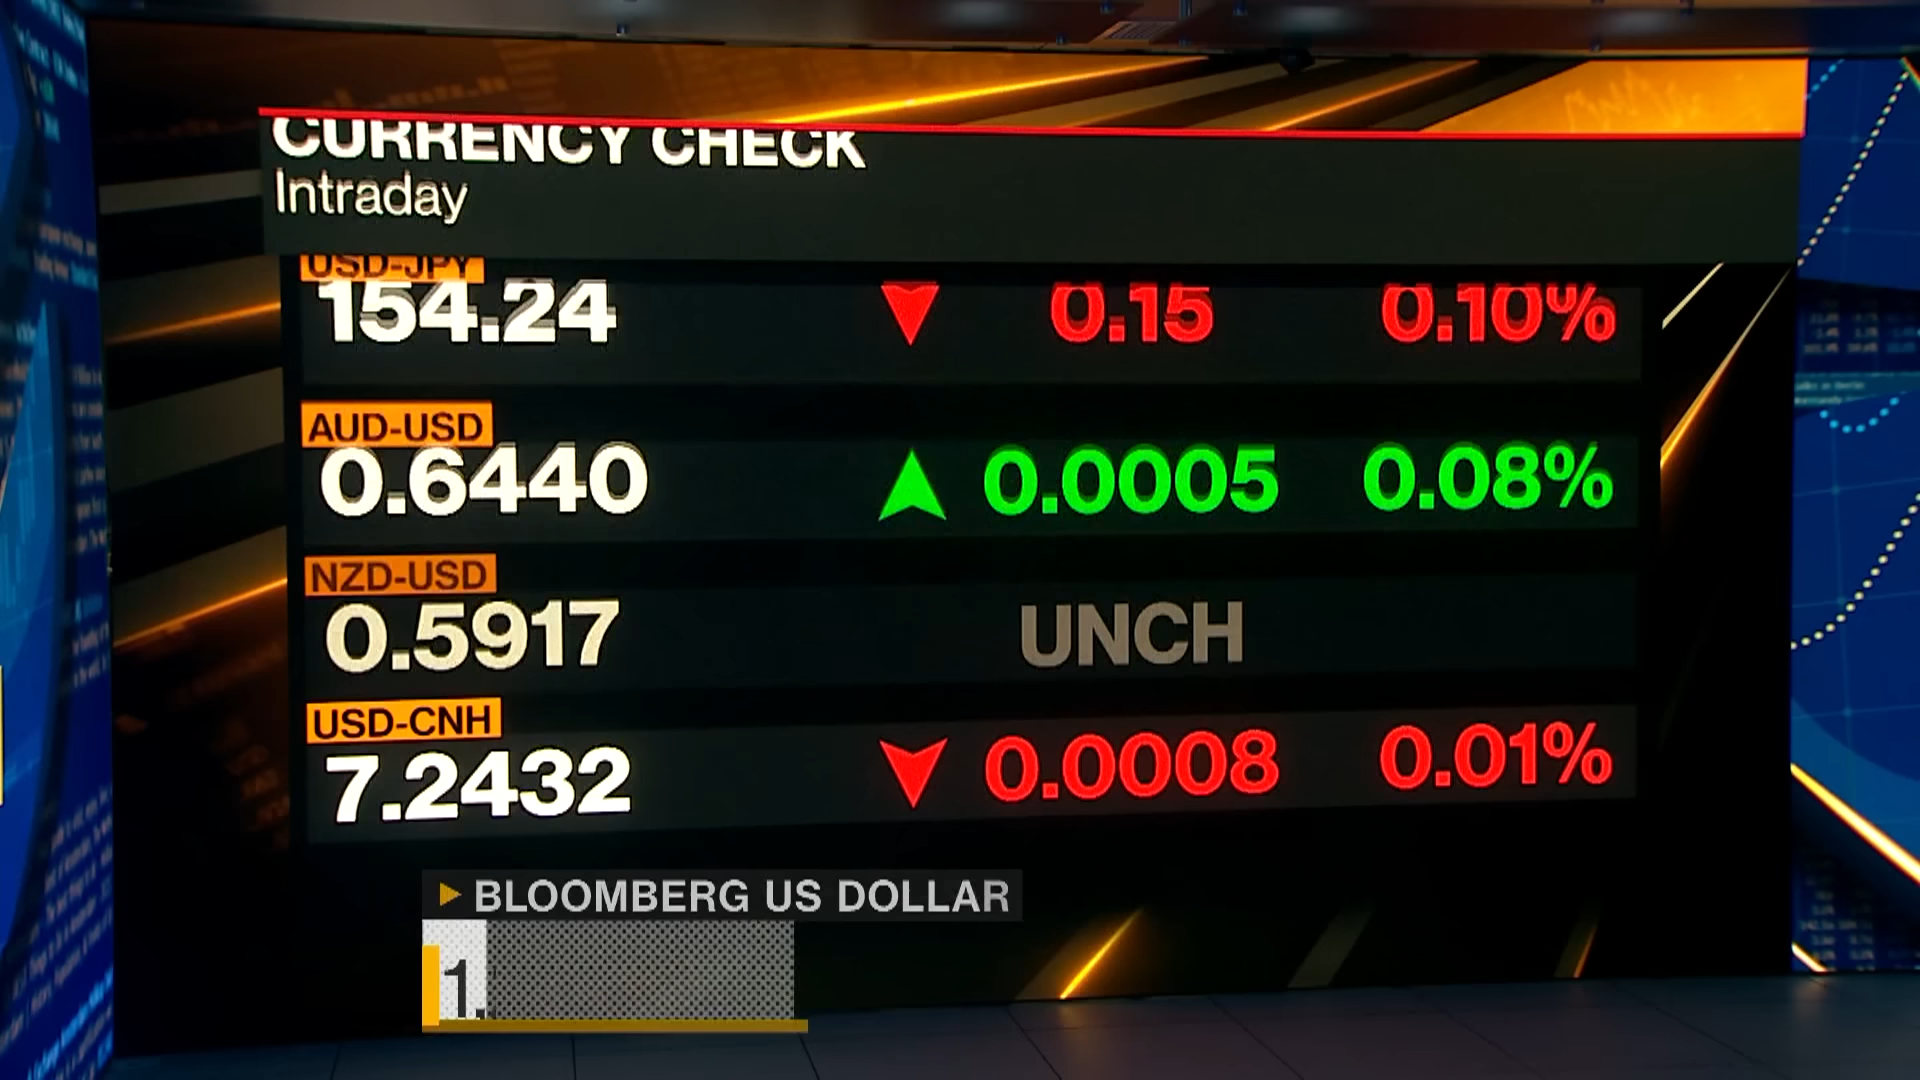 CURRENCY CHECK
Intraday
USD-JPY
154.24 0.15 0.10%
AUD-USD
0.6440 0.0005 0.08%
NZD-USD
0.5917 UNCH
USD-CNH
7.2432 0.0008 0.01%
BLOOMBERG US DOLLAR
1.